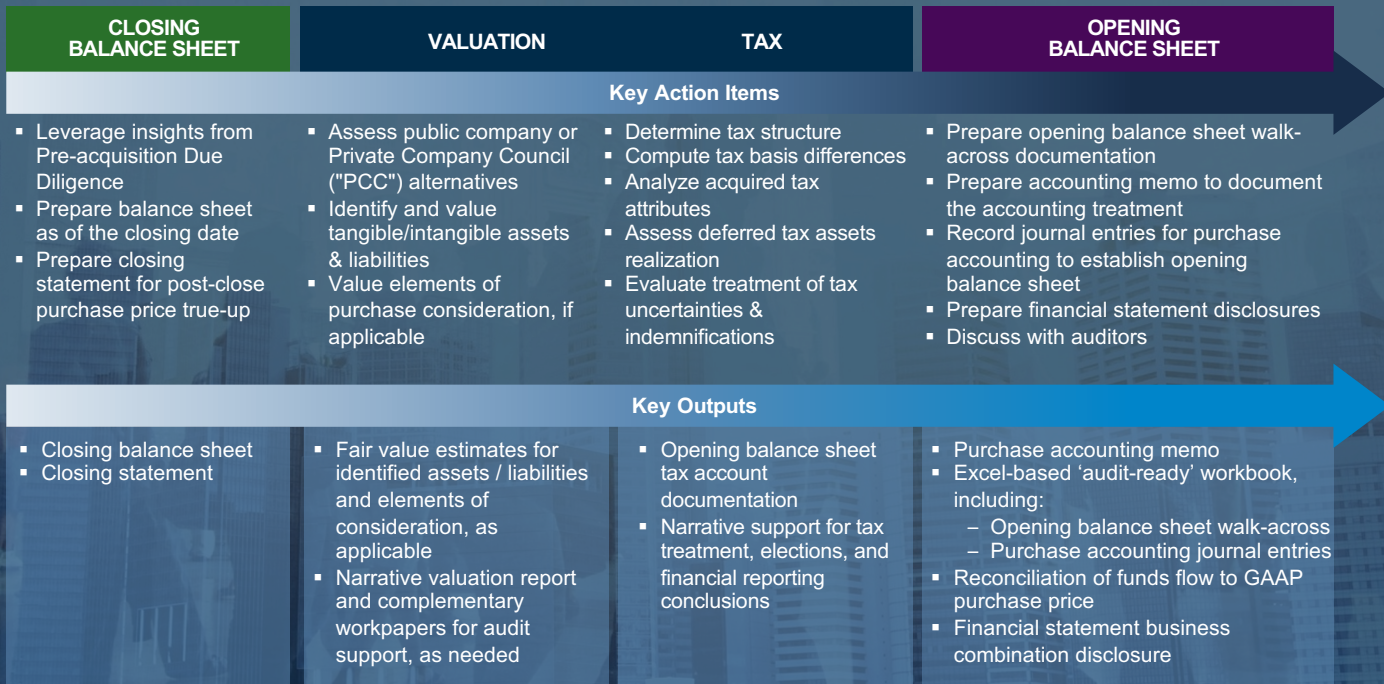 CLOSING
BALANCE SHEET
VALUATION
TAX
OPENING
BALANCE SHEET
Key Action Items
▪ Leverage insights from
Pre-acquisition Due
Diligence
▪ Prepare balance sheet
as of the closing date
▪ Prepare closing
statement for post-close
purchase price true-up
▪ Assess public company or
Private Company Council
("PCC") alternatives
▪ Identify and value
tangible/intangible assets
& liabilities
▪ Value elements of
purchase consideration, if
applicable
▪ Determine tax structure
▪ Compute tax basis differences
▪ Analyze acquired tax
attributes
▪ Assess deferred tax assets
realization
▪ Evaluate treatment of tax
uncertainties &
indemnifications
▪ Prepare opening balance sheet walk-
across documentation
▪ Prepare accounting memo to document
the accounting treatment
▪ Record journal entries for purchase
accounting to establish opening
balance sheet
▪ Prepare financial statement disclosures
▪ Discuss with auditors
Key Outputs
▪ Closing balance sheet
▪ Closing statement
▪ Fair value estimates for
identified assets / liabilities
and elements of
consideration, as
applicable
▪ Narrative valuation report
and complementary
workpapers for audit
support, as needed
▪ Opening balance sheet
tax account
documentation
▪ Narrative support for tax
treatment, elections, and
financial reporting
conclusions
▪ Purchase accounting memo
▪ Excel-based ‘audit-ready’ workbook,
including:
– Opening balance sheet walk-across
– Purchase accounting journal entries
▪ Reconciliation of funds flow to GAAP
purchase price
▪ Financial statement business
combination disclosure